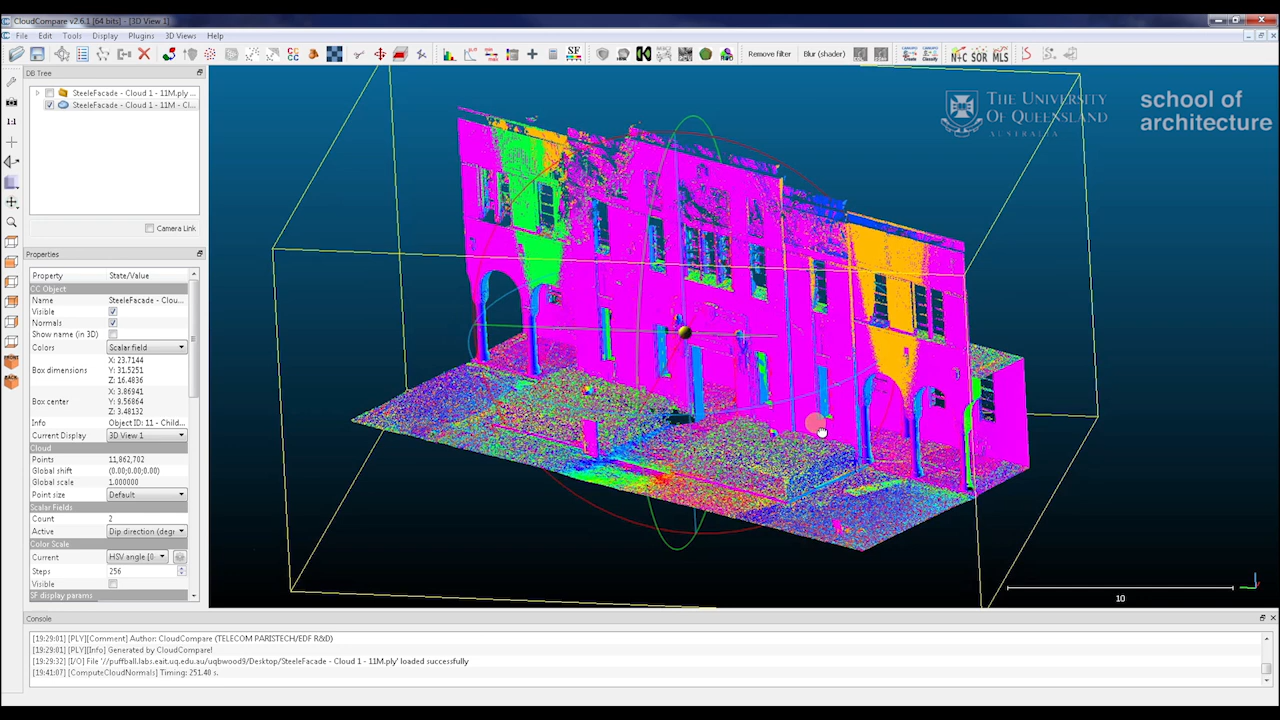 CloudCompare v2.6.1 [64 bits] - [3D View 1]
File Edit Tools Display Plugins 3D Views Help
SF
Remove filter
Blur (shader)
N+C SOR MLS
DB Tree
SteeleFacade - Cloud 1 - 11M.ply ...
SteeleFacade - Cloud 1 - 11M - Cl...
Camera Link
1:1
Properties
Property State/Value
CC Object
Name SteeleFacade - Clou...
Visible
Normals
Show name (in 3D)
Colors Scalar field
Box dimensions X: 23.7144
Y: 31.5251
Z: 16.4836
Box center X: 3.86941
Y: 9.56864
Z: 3.48132
Info Object ID: 11 - Child...
Current Display 3D View 1
Cloud
Points 11,862,702
Global shift (0.00;0.00;0.00)
Global scale 1.000000
Point size Default
Scalar Fields
Count 2
Active Dip direction (degr
Color Scale
Current HSV angle [0
Steps 256
Visible
SF display params
THE UNIVERSITY
OF QUEENSLAND
AUSTRALIA
school of
architecture
10
Console
[19:29:01] [PLY][Comment] Author: CloudCompare (TELECOM PARISTECH/EDF R&D)
[19:29:01] [PLY][Info] Generated by CloudCompare!
[19:29:32] [I/O] File '//puffball.labs.eait.uq.edu.au/uqbwood9/Desktop/SteeleFacade - Cloud 1 - 11M.ply' loaded successfully
[19:41:07] [ComputeCloudNormals] Timing: 251.40 s.